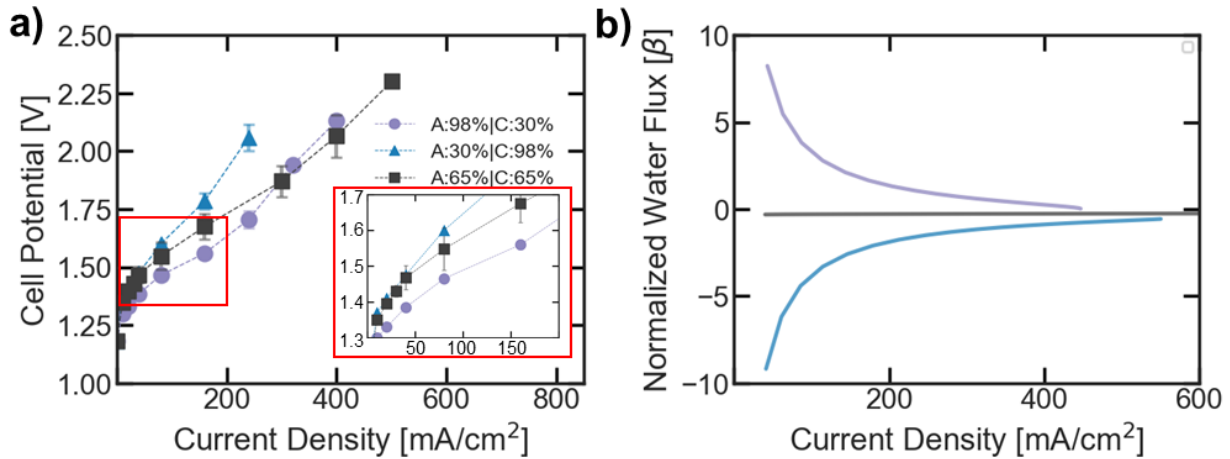 a)
2.50
2.25
2.00
1.75
1.50
1.25
1.00
Cell Potential [V]
A:98%|C:30%
A:30%|C:98%
A:65%|C:65%
1.7
1.6
1.5
1.4
1.3
50 100 150
200 400 600 800
Current Density [mA/cm²]
b)
10
5
0
−5
−10
Normalized Water Flux [β]
200 400 600
Current Density [mA/cm²]